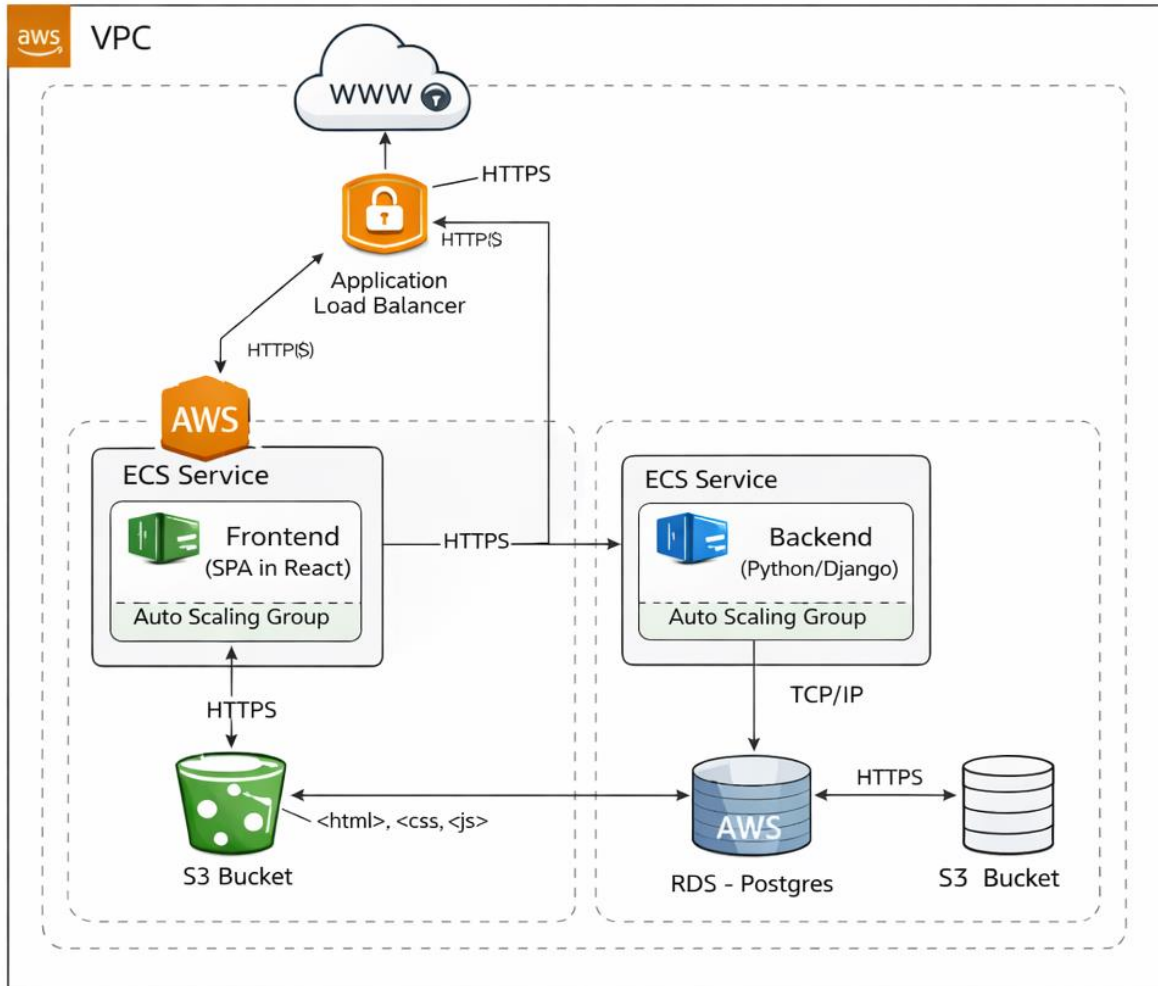 aws
VPC
WWW
HTTPS
HTTP(S
Application
Load Balancer
HTTP(S)
AWS
ECS Service
Frontend
(SPA in React)
Auto Scaling Group
HTTPS
ECS Service
Backend
(Python/Django)
Auto Scaling Group
HTTPS
TCP/IP
<html>, <css, <js>
S3 Bucket
AWS
RDS - Postgres
HTTPS
S3 Bucket